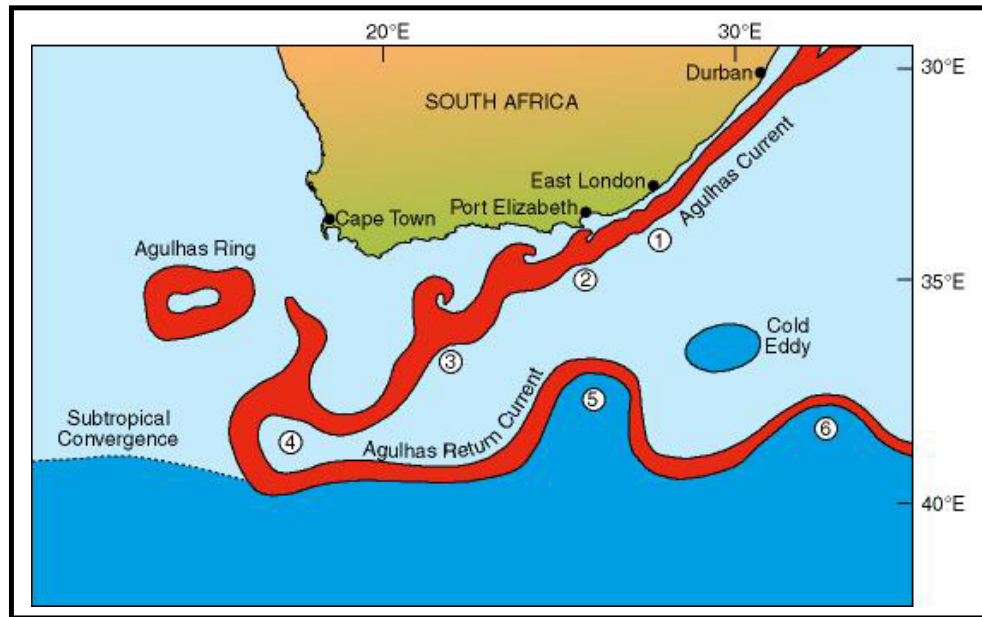 20°E
30°E
30°E
Durban
SOUTH AFRICA
Agulhas Current
East London
Port Elizabeth
Cape Town
①
Agulhas Ring
②
35°E
Cold
Eddy
③
Subtropical
Convergence
④
Agulhas Return Current
⑤
⑥
40°E